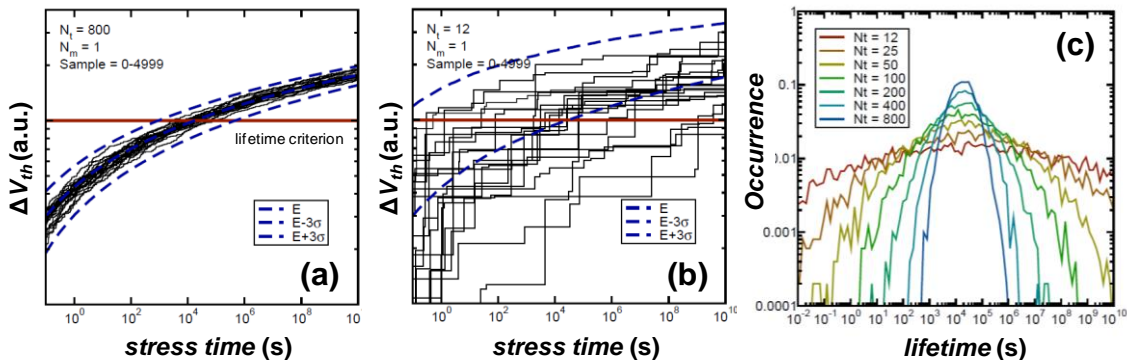 N_t = 800
N_m = 1
Sample = 0-4999
lifetime criterion
E
E-3σ
E+3σ
(a)
ΔV_th (a.u.)
10^0 10^2 10^4 10^6 10^8 10
stress time (s)
N_t = 12
N_m = 1
Sample = 0-4999
E
E-3σ
E+3σ
(b)
ΔV_th (a.u.)
10^0 10^2 10^4 10^6 10^8 10^10
stress time (s)
(c)
Nt = 12
Nt = 25
Nt = 50
Nt = 100
Nt = 200
Nt = 400
Nt = 800
Occurrence
1
0.1
0.01
0.001
0.0001
10^-2 10^-1 10^0 10^1 10^2 10^3 10^4 10^5 10^6 10^7 10^8 10^9 10^10
lifetime (s)